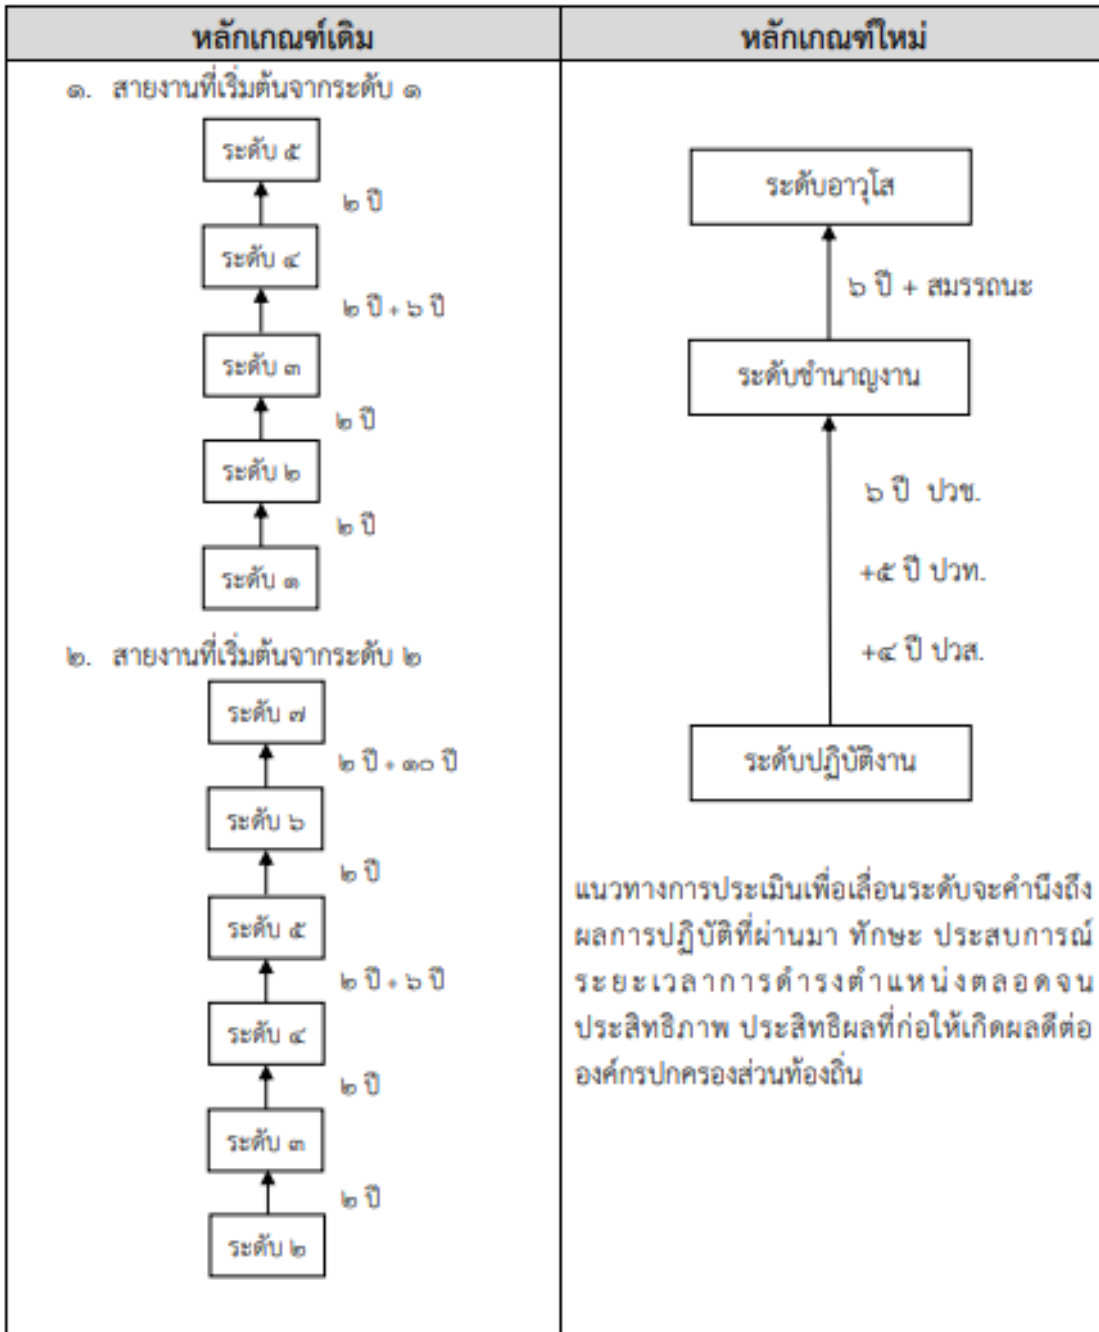 หลักเกณฑ์เดิม
๑. สายงานที่เริ่มต้นจากระดับ ๑
ระดับ ๕
๒ ปี
ระดับ ๔
๒ ปี + ๖ ปี
ระดับ ๓
๒ ปี
ระดับ ๒
๒ ปี
ระดับ ๑
๒. สายงานที่เริ่มต้นจากระดับ ๒
ระดับ ๗
๒ ปี + ๑๐ ปี
ระดับ ๖
๒ ปี
ระดับ ๕
๒ ปี + ๖ ปี
ระดับ ๔
๒ ปี
ระดับ ๓
๒ ปี
ระดับ ๒
หลักเกณฑ์ใหม่
ระดับอาวุโส
๖ ปี + สมรรถนะ
ระดับชำนาญงาน
๖ ปี ปวช.
+๕ ปี ปวท.
+๔ ปี ปวส.
ระดับปฏิบัติงาน
แนวทางการประเมินเพื่อเลื่อนระดับจะคำนึงถึง
ผลการปฏิบัติที่ผ่านมา ทักษะ ประสบการณ์
ระยะเวลาการดำรงตำแหน่งตลอดจน
ประสิทธิภาพ ประสิทธิผลที่ก่อให้เกิดผลดีต่อ
องค์กรปกครองส่วนท้องถิ่น